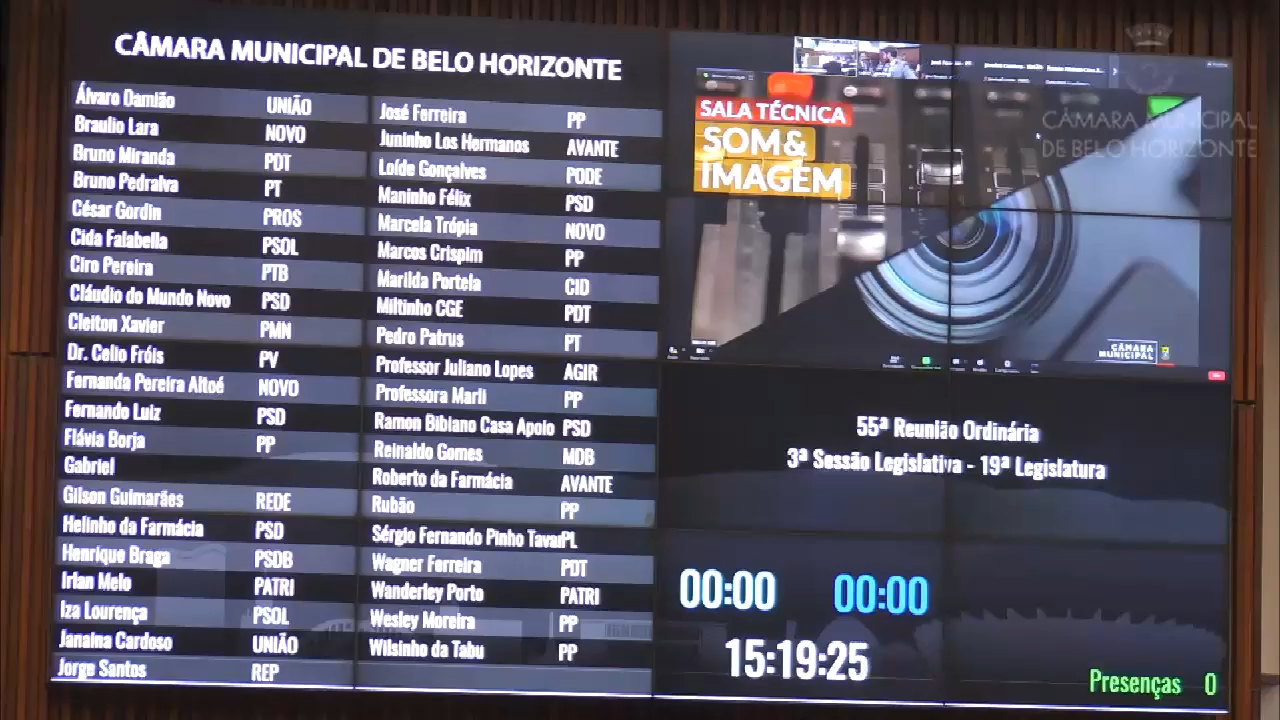 CÂMARA MUNICIPAL DE BELO HORIZONTE
Álvaro Damião UNIÃO
Braulio Lara NOVO
Bruno Miranda PDT
Bruno Pedralva PT
César Gordin PROS
Cida Falabella PSOL
Ciro Pereira PTB
Cláudio do Mundo Novo PSD
Cleiton Xavier PMN
Dr. Celio Fróis PV
Fernanda Pereira Altoé NOVO
Fernando Luiz PSD
Flávia Borja PP
Gabriel
Gilson Guimarães REDE
Helinho da Farmácia PSD
Henrique Braga PSDB
Irlan Melo PATRI
Iza Lourença PSOL
Janaina Cardoso UNIÃO
Jorge Santos REP
José Ferreira PP
Juninho Los Hermanos AVANTE
Loíde Gonçalves PODE
Maninho Félix PSD
Marcela Trópia NOVO
Marcos Crispim PP
Marilda Portela CID
Miltinho CGE PDT
Pedro Patrus PT
Professor Juliano Lopes AGIR
Professora Marli PP
Ramon Bibiano Casa Apoio PSD
Reinaldo Gomes MDB
Roberto da Farmácia AVANTE
Rubão PP
Sérgio Fernando Pinho Tavar PL
Wagner Ferreira PDT
Wanderley Porto PATRI
Wesley Moreira PP
Wilsinho da Tabu PP
SALA TÉCNICA
SOM&
IMAGEM
CÂMARA MUNICIPAL
DE BELO HORIZONTE
CÂMARA
MUNICIPAL
55ª Reunião Ordinária
3ª Sessão Legislativa - 19ª Legislatura
00:00 00:00
15:19:25
Presenças 0